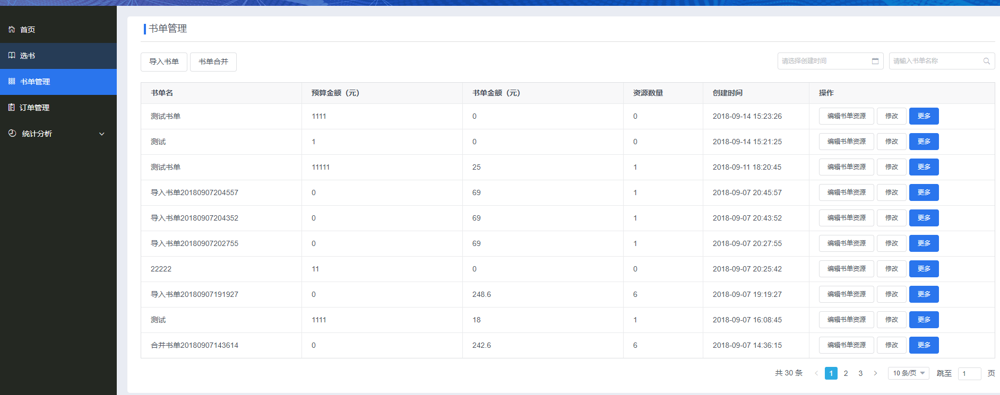 首页
选书
书单管理
订单管理
统计分析
书单管理
导入书单 书单合并 请选择创建时间 请输入书单名称
书单名 预算金额（元） 书单金额（元） 资源数量 创建时间 操作
测试书单 1111 0 0 2018-09-14 15:23:26 编辑书单资源 修改 更多
测试 1 0 0 2018-09-14 15:21:25 编辑书单资源 修改 更多
测试书单 11111 25 1 2018-09-11 18:20:45 编辑书单资源 修改 更多
导入书单20180907204557 0 69 1 2018-09-07 20:45:57 编辑书单资源 修改 更多
导入书单20180907204352 0 69 1 2018-09-07 20:43:52 编辑书单资源 修改 更多
导入书单20180907202755 0 69 1 2018-09-07 20:27:55 编辑书单资源 修改 更多
22222 11 0 0 2018-09-07 20:25:42 编辑书单资源 修改 更多
导入书单20180907191927 0 248.6 6 2018-09-07 19:19:27 编辑书单资源 修改 更多
测试 1111 18 1 2018-09-07 16:08:45 编辑书单资源 修改 更多
合并书单20180907143614 0 242.6 6 2018-09-07 14:36:15 编辑书单资源 修改 更多
共 30 条 1 2 3 10 条/页 跳至 1 页